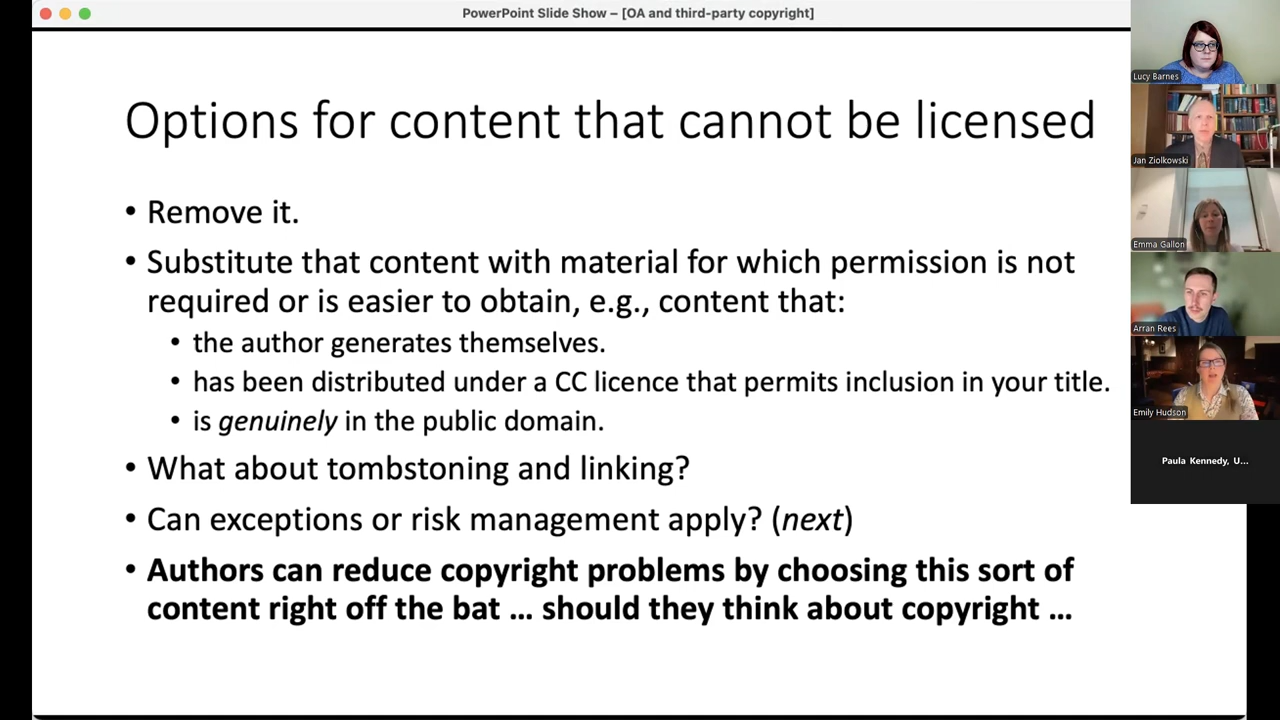 PowerPoint Slide Show – [OA and third-party copyright]
Options for content that cannot be licensed
• Remove it.
• Substitute that content with material for which permission is not
required or is easier to obtain, e.g., content that:
• the author generates themselves.
• has been distributed under a CC licence that permits inclusion in your title.
• is genuinely in the public domain.
• What about tombstoning and linking?
• Can exceptions or risk management apply? (next)
• Authors can reduce copyright problems by choosing this sort of
content right off the bat … should they think about copyright …
Lucy Barnes
Jan Ziolkowski
Emma Gallon
Arran Rees
Emily Hudson
Paula Kennedy, U...